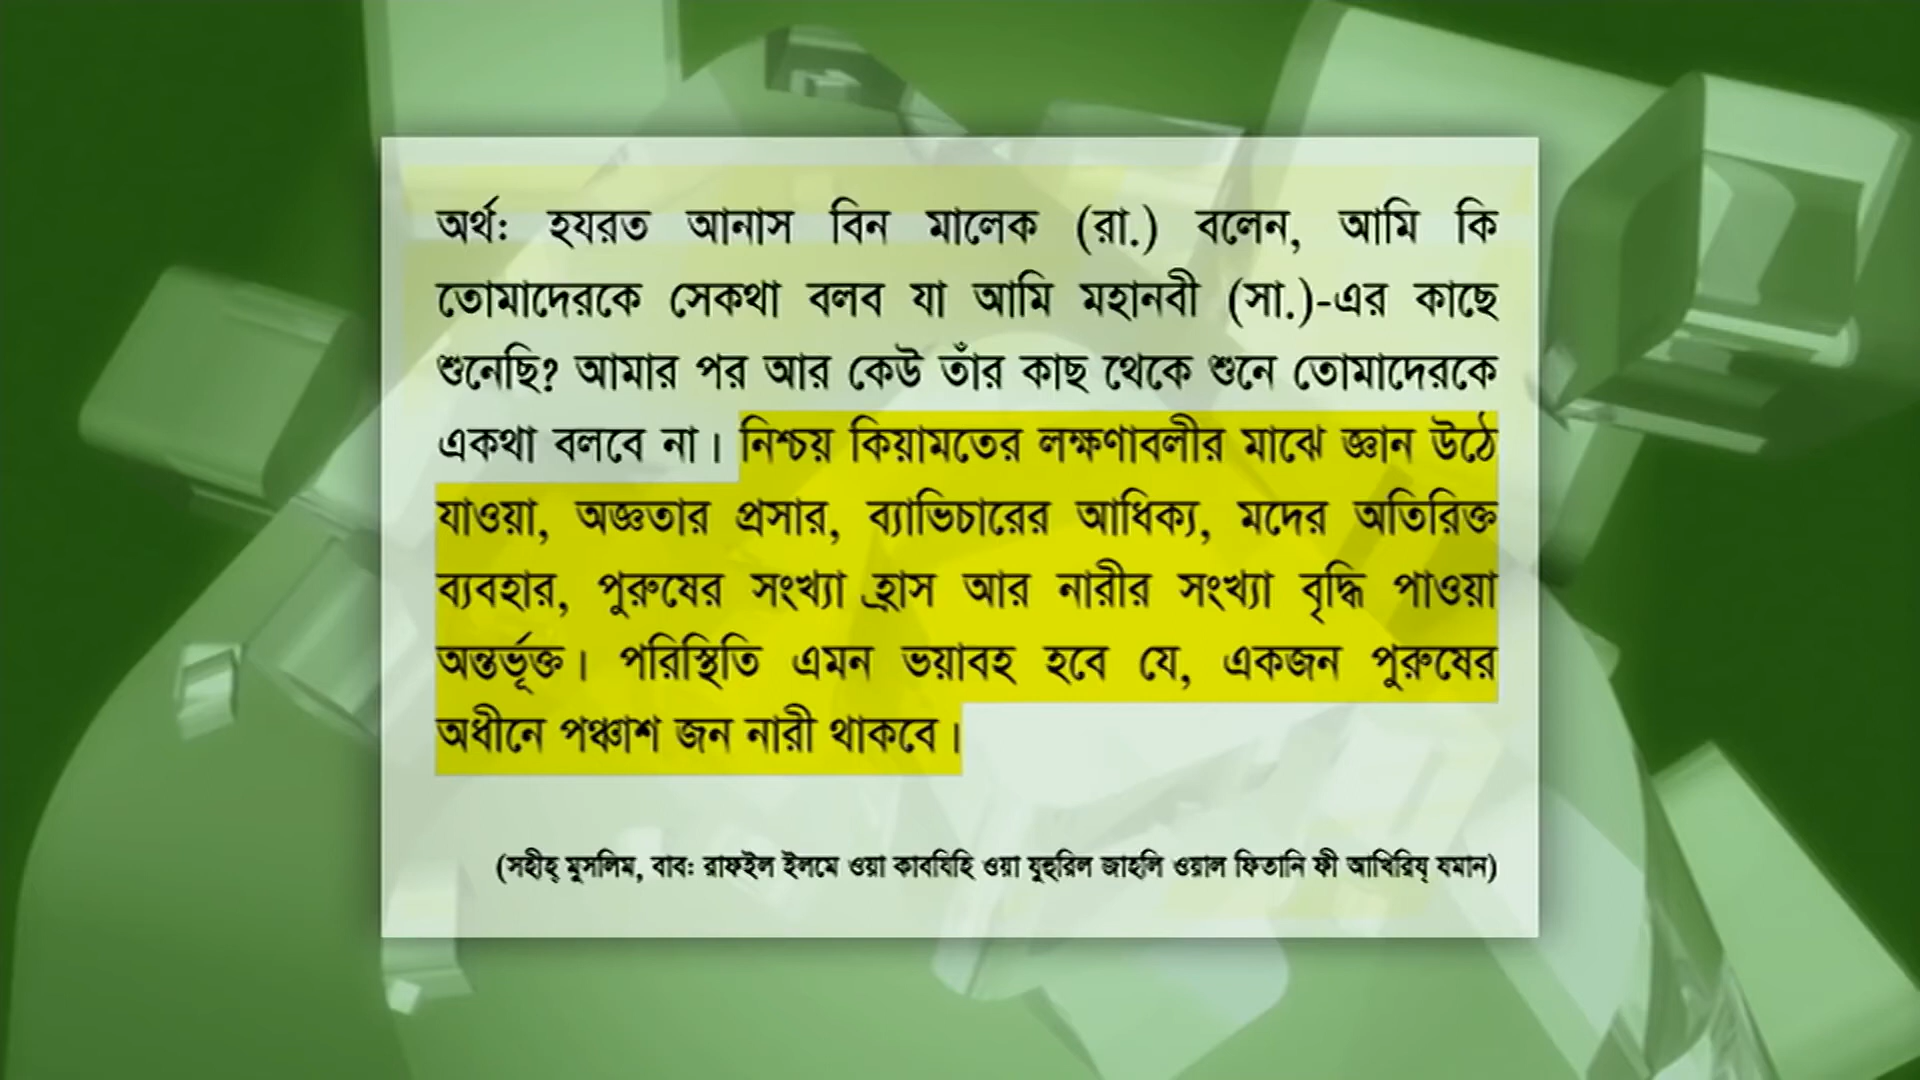 অর্থ: হযরত আনাস বিন মালেক (রা.) বলেন, আমি কি
তোমাদেরকে সেকথা বলব যা আমি মহানবী (সা.)-এর কাছে
শুনেছি? আমার পর আর কেউ তাঁর কাছ থেকে শুনে তোমাদেরকে
একথা বলবে না। নিশ্চয় কিয়ামতের লক্ষণাবলীর মাঝে জ্ঞান উঠে
যাওয়া, অজ্ঞতার প্রসার, ব্যাভিচারের আধিক্য, মদের অতিরিক্ত
ব্যবহার, পুরুষের সংখ্যা হ্রাস আর নারীর সংখ্যা বৃদ্ধি পাওয়া
অন্তর্ভূক্ত। পরিস্থিতি এমন ভয়াবহ হবে যে, একজন পুরুষের
অধীনে পঞ্চাশ জন নারী থাকবে।
(সহীহ্ মুসলিম, বাব: রাফইল ইলমে ওয়া কাবযিহি ওয়া যুহুরিল জাহলি ওয়াল ফিতানি ফী আখিরিয্ যমান)